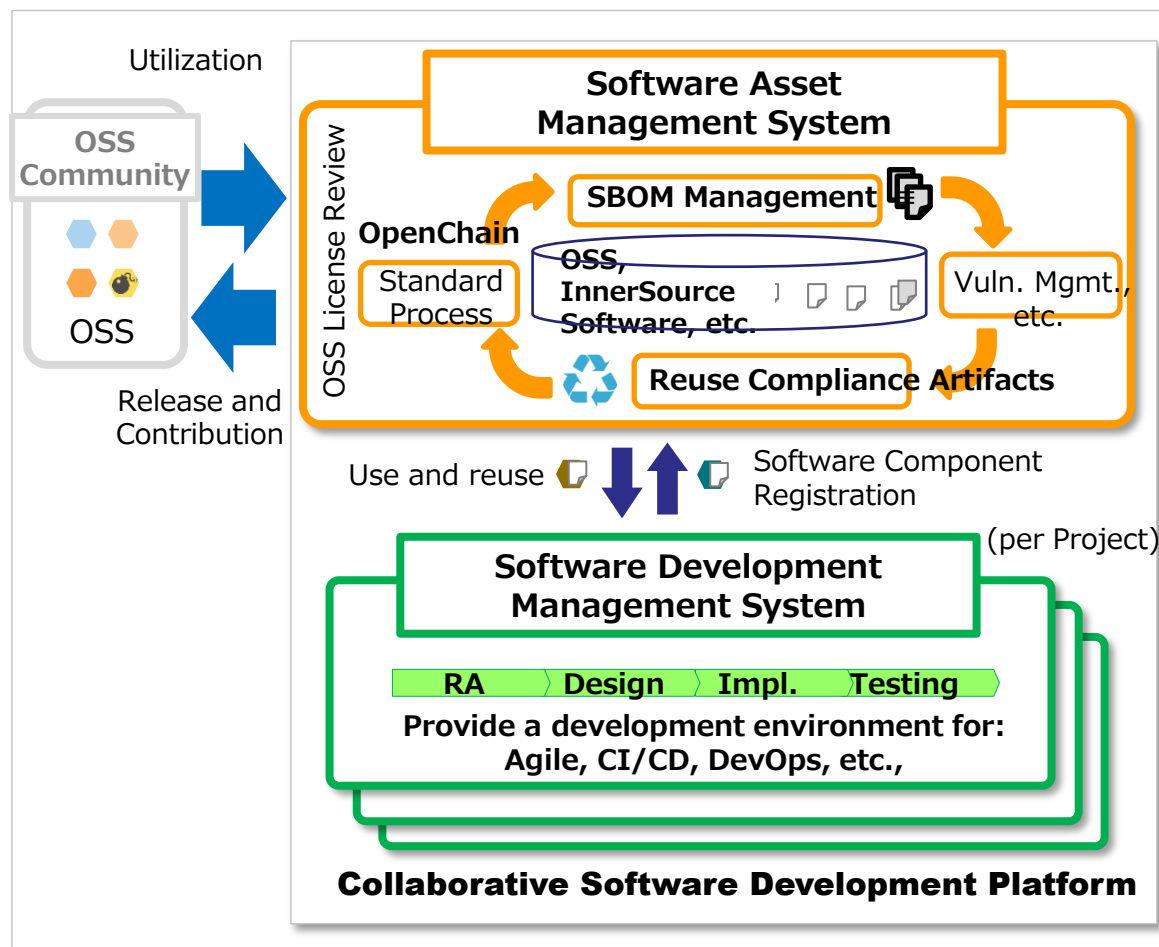 Utilization
OSS
Community
OSS
Release and
Contribution
Software Asset
Management System
OSS License Review
SBOM Management
OpenChain
Standard
Process
OSS,
InnerSource
Software, etc.
Vuln. Mgmt.,
etc.
Reuse Compliance Artifacts
Use and reuse
Software Component
Registration
(per Project)
Software Development
Management System
RA
Design
Impl.
Testing
Provide a development environment for:
Agile, CI/CD, DevOps, etc.,
Collaborative Software Development Platform